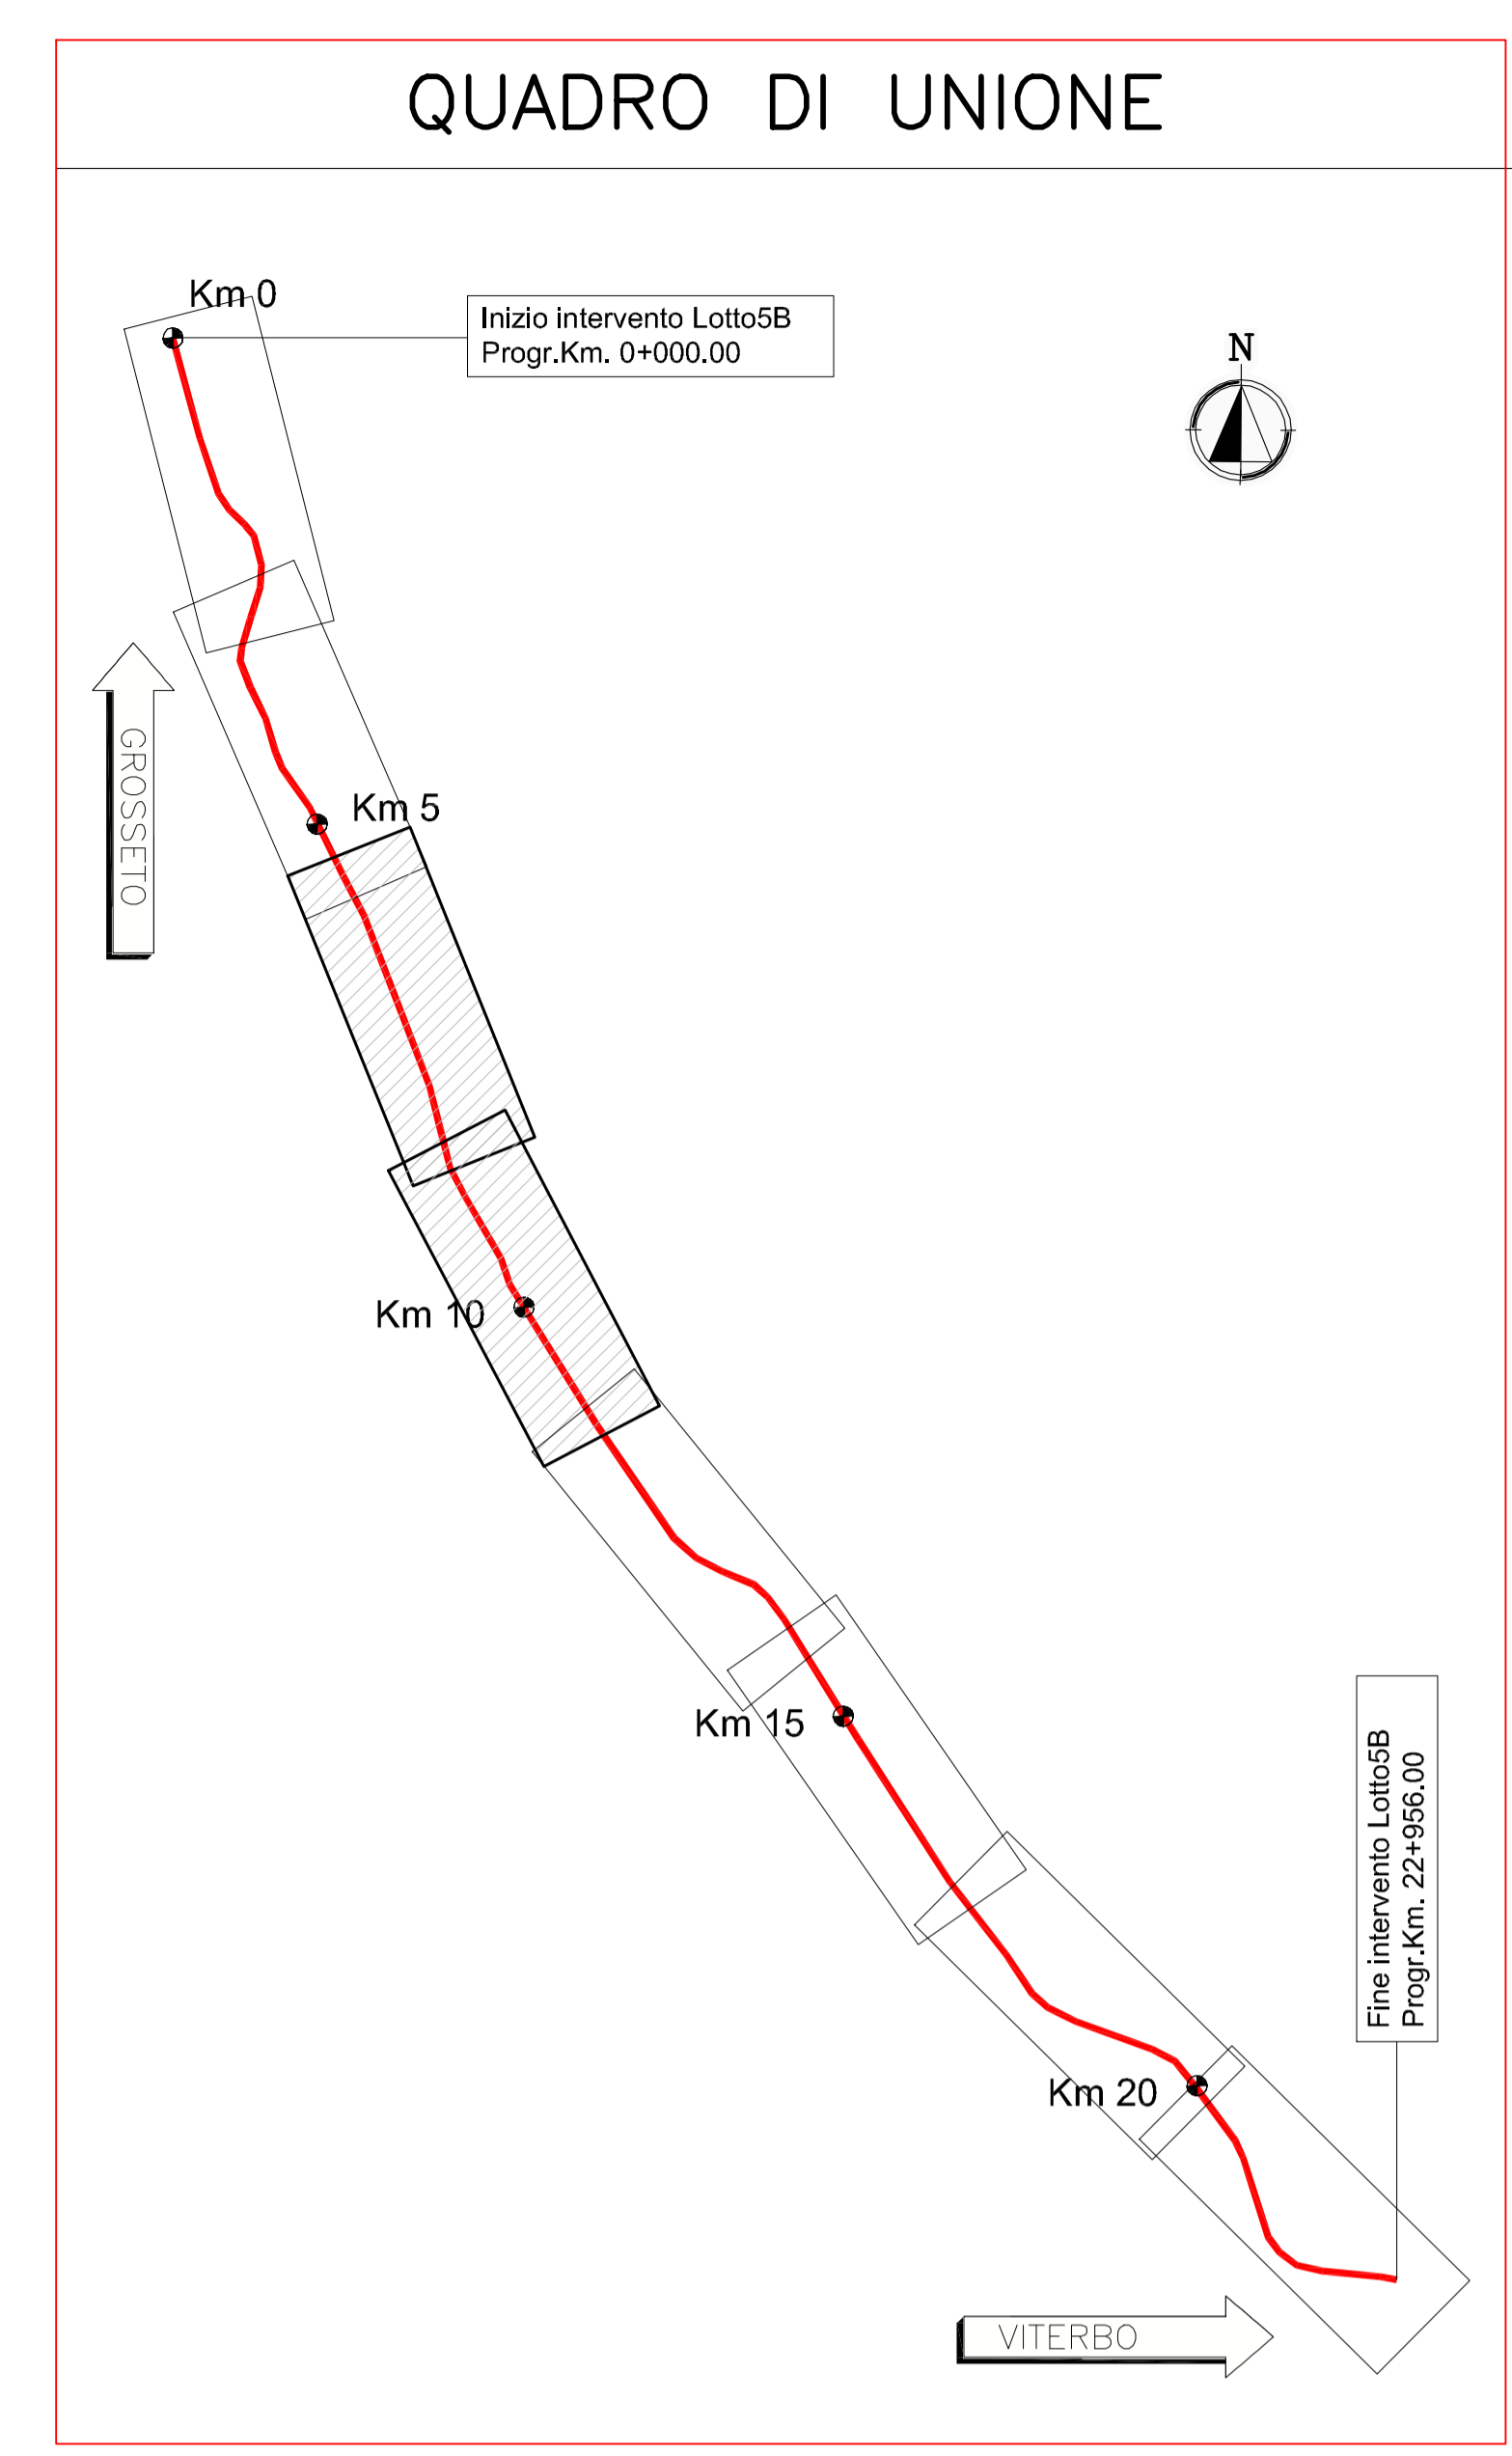 QUADRO DI UNIONE
Km 0
Inizio intervento Lotto5B
Progr.Km. 0+000.00
N
GROSSETO
Km 5
Km 10
Km 15
Fine intervento Lotto5B
Progr.Km. 22+956.00
Km 20
VITERBO